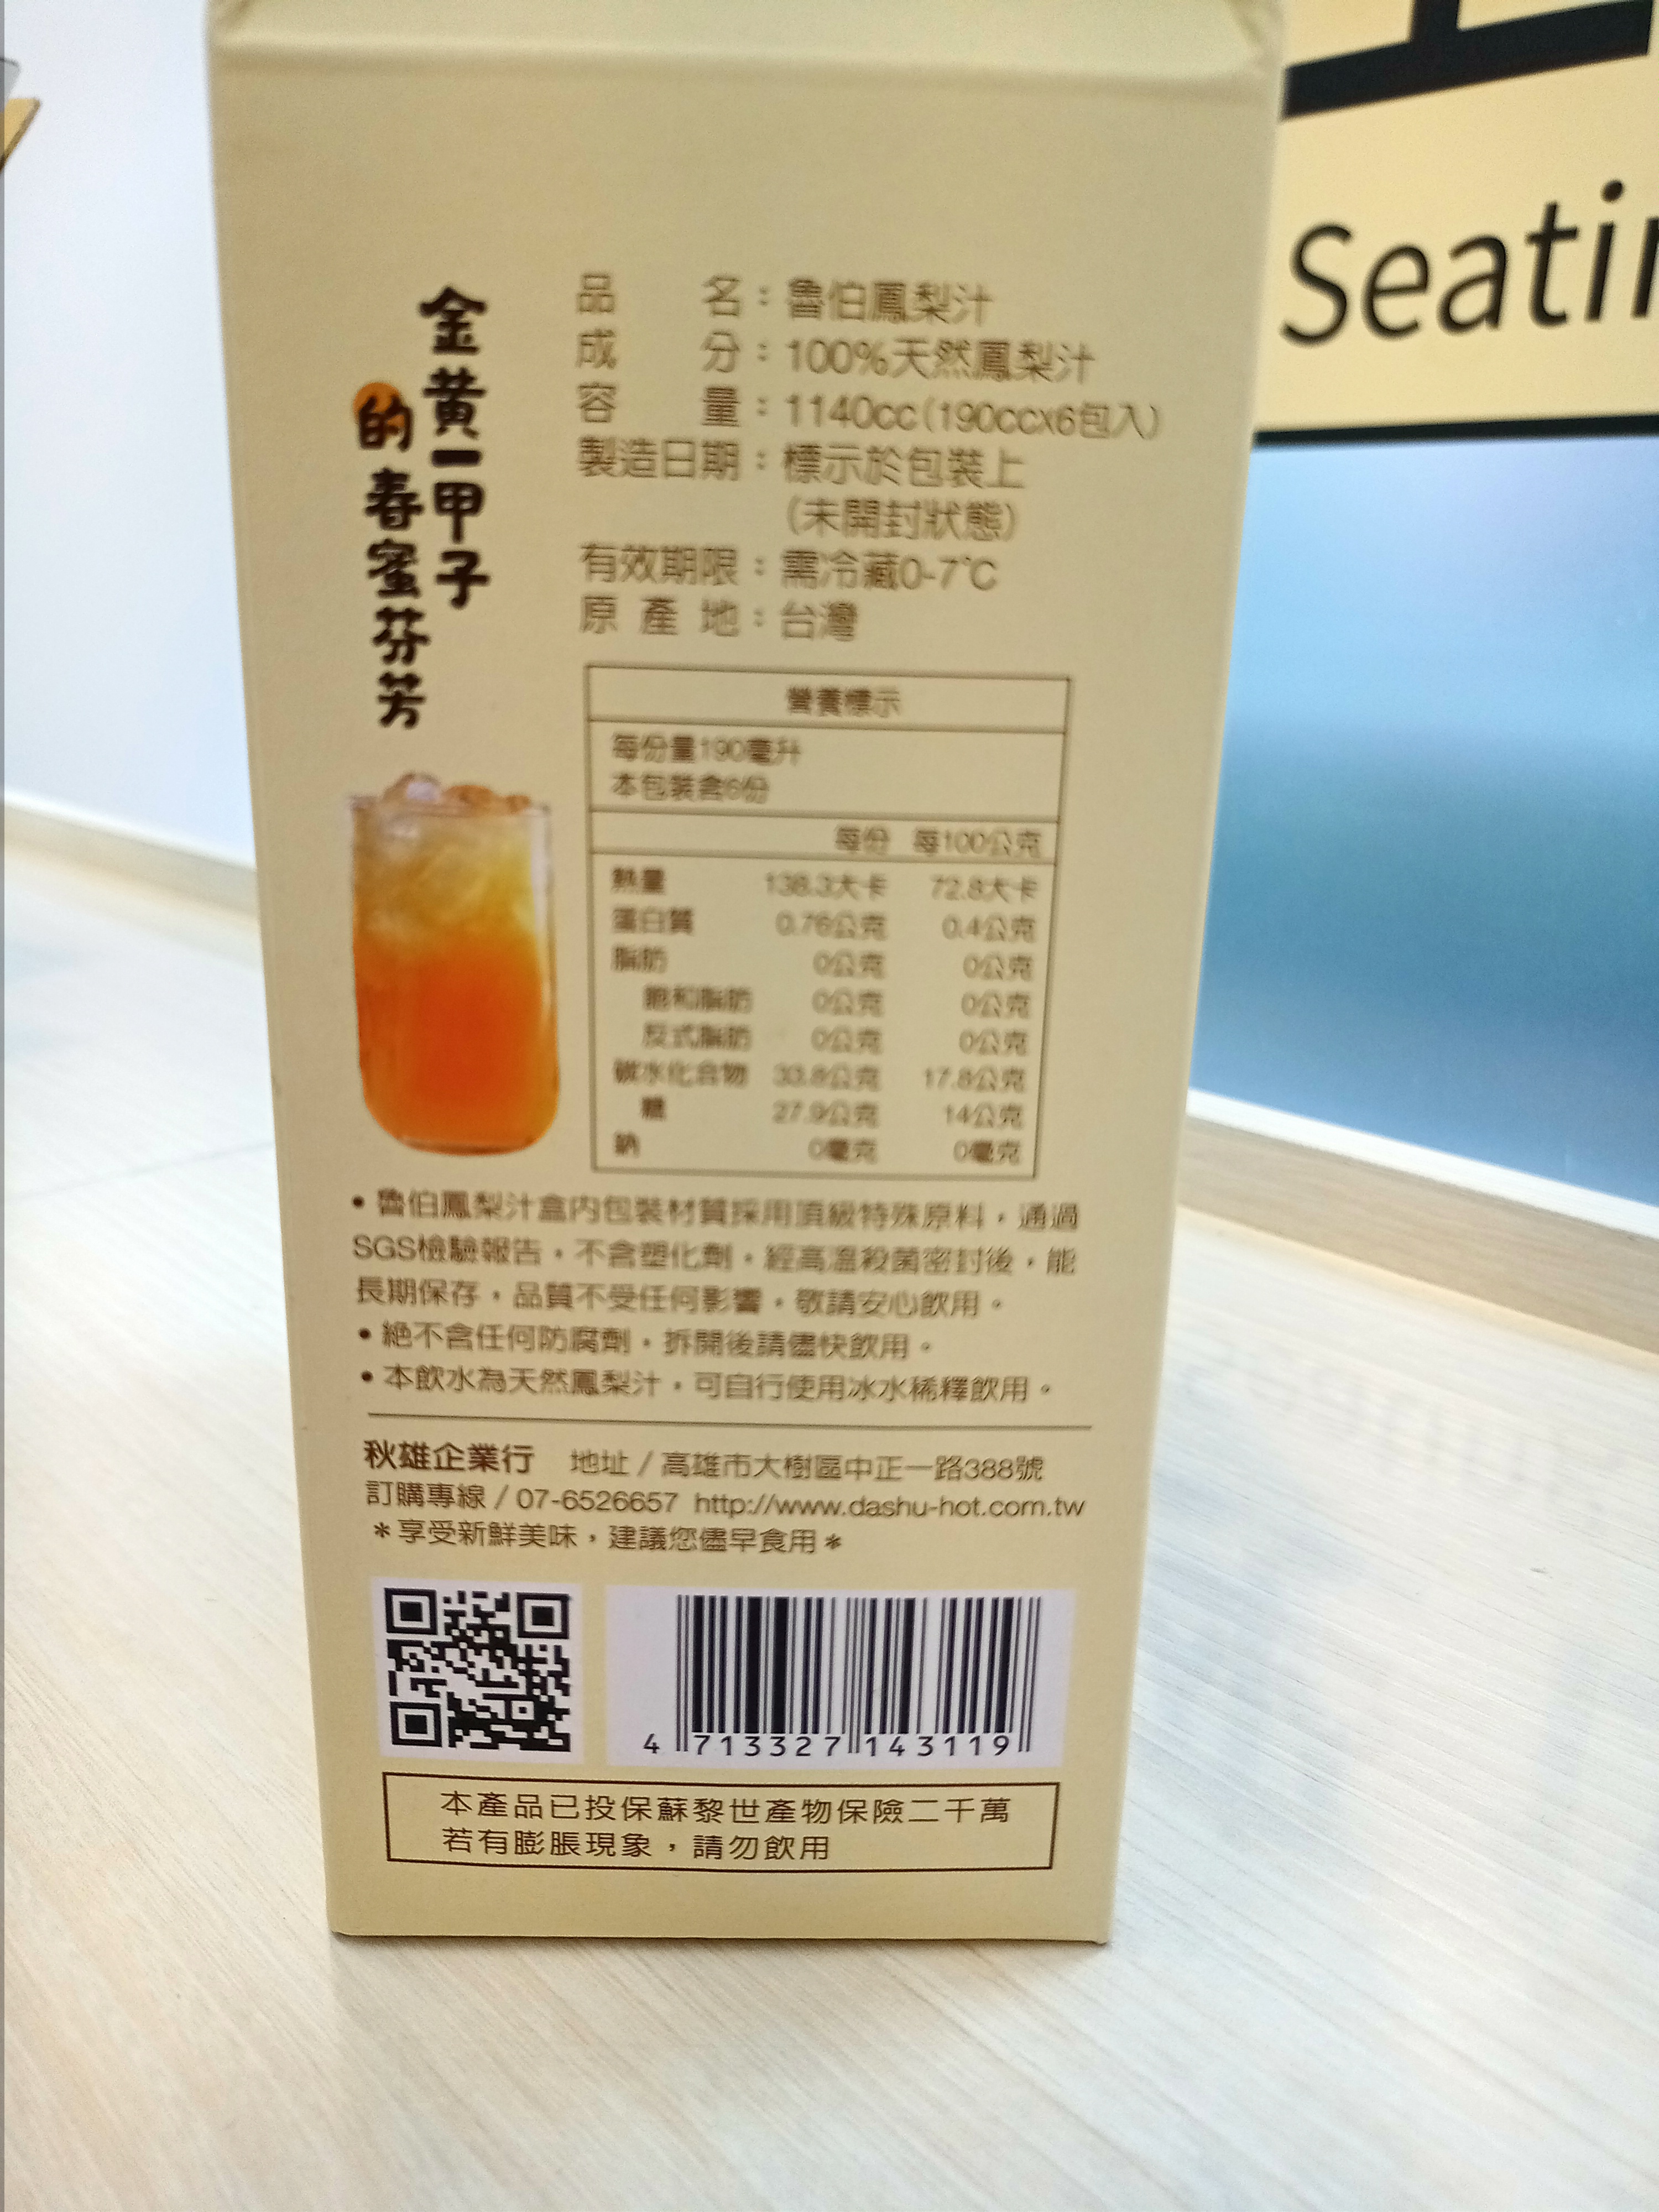 Seatin
金黃一甲子
的春蜜芬芳
品名：魯伯鳳梨汁
成分：100%天然鳳梨汁
容量：1140cc(190ccx6包入)
製造日期：標示於包裝上
(未開封狀態)
有效期限：需冷藏0-7℃
原產地：台灣
營養標示
每份量190毫升
本包裝含6份
每份 每100公克
熱量 138.3大卡 72.8大卡
蛋白質 0.76公克 0.4公克
脂肪 0公克 0公克
飽和脂肪 0公克 0公克
反式脂肪 0公克 0公克
碳水化合物 33.8公克 17.8公克
糖 27.9公克 14公克
鈉 0毫克 0毫克
•魯伯鳳梨汁盒內包裝材質採用頂級特殊原料，通過
SGS檢驗報告，不含塑化劑，經高溫殺菌密封後，能
長期保存，品質不受任何影響，敬請安心飲用。
•絕不含任何防腐劑，拆開後請儘快飲用。
•本飲水為天然鳳梨汁，可自行使用冰水稀釋飲用。
秋雄企業行 地址/高雄市大樹區中正一路388號
訂購專線/07-6526657 http://www.dashu-hot.com.tw
＊享受新鮮美味，建議您儘早食用＊
4 713327 143119
本產品已投保蘇黎世產物保險二千萬
若有膨脹現象，請勿飲用